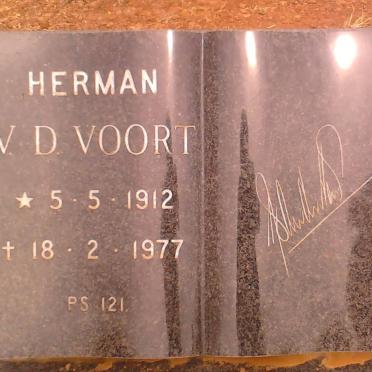 HERMAN
V. D. VOORT
★ 5 · 5 · 1912
† 18 · 2 · 1977
PS 121.